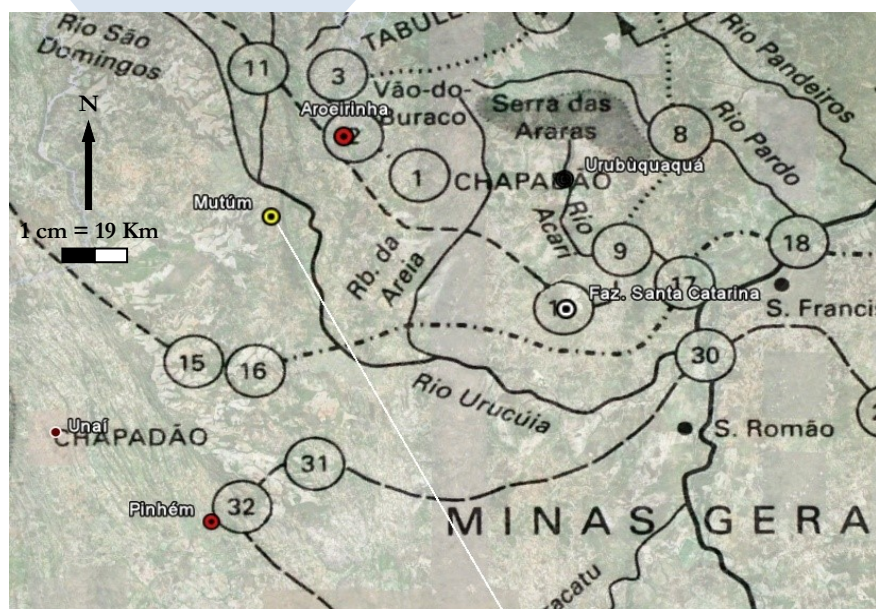 Rio São
Domingos
11
3
TABULE
Rio Pandeiros
Vão-do-
Buraco
Aroeirinha
2
Serra das
Araras
8
Rio Pardo
N
1
CHAPADÃO
Urubùquaquá
Mutúm
Rio Acari
1 cm = 19 Km
Rb. da
Areia
9
18
17
Faz. Santa Catarina
S. Francis
15
16
30
Rio Urucúia
Unaí
CHAPADÃO
S. Romão
31
Pinhém
32
MINAS GERA
acatu